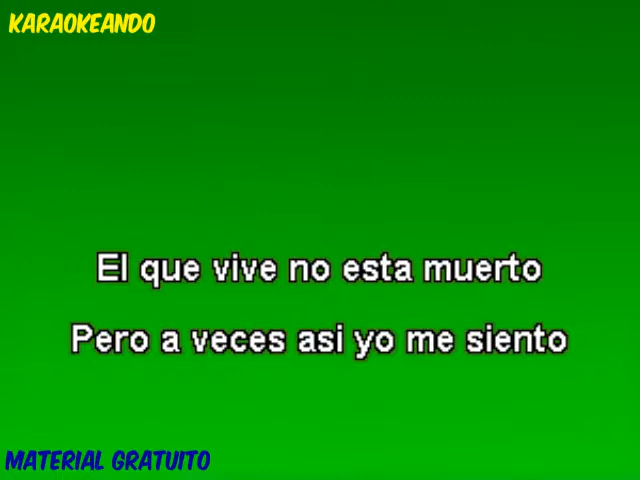 KARAOKEANDO
El que vive no esta muerto
Pero a veces asi yo me siento
MATERIAL GRATUITO